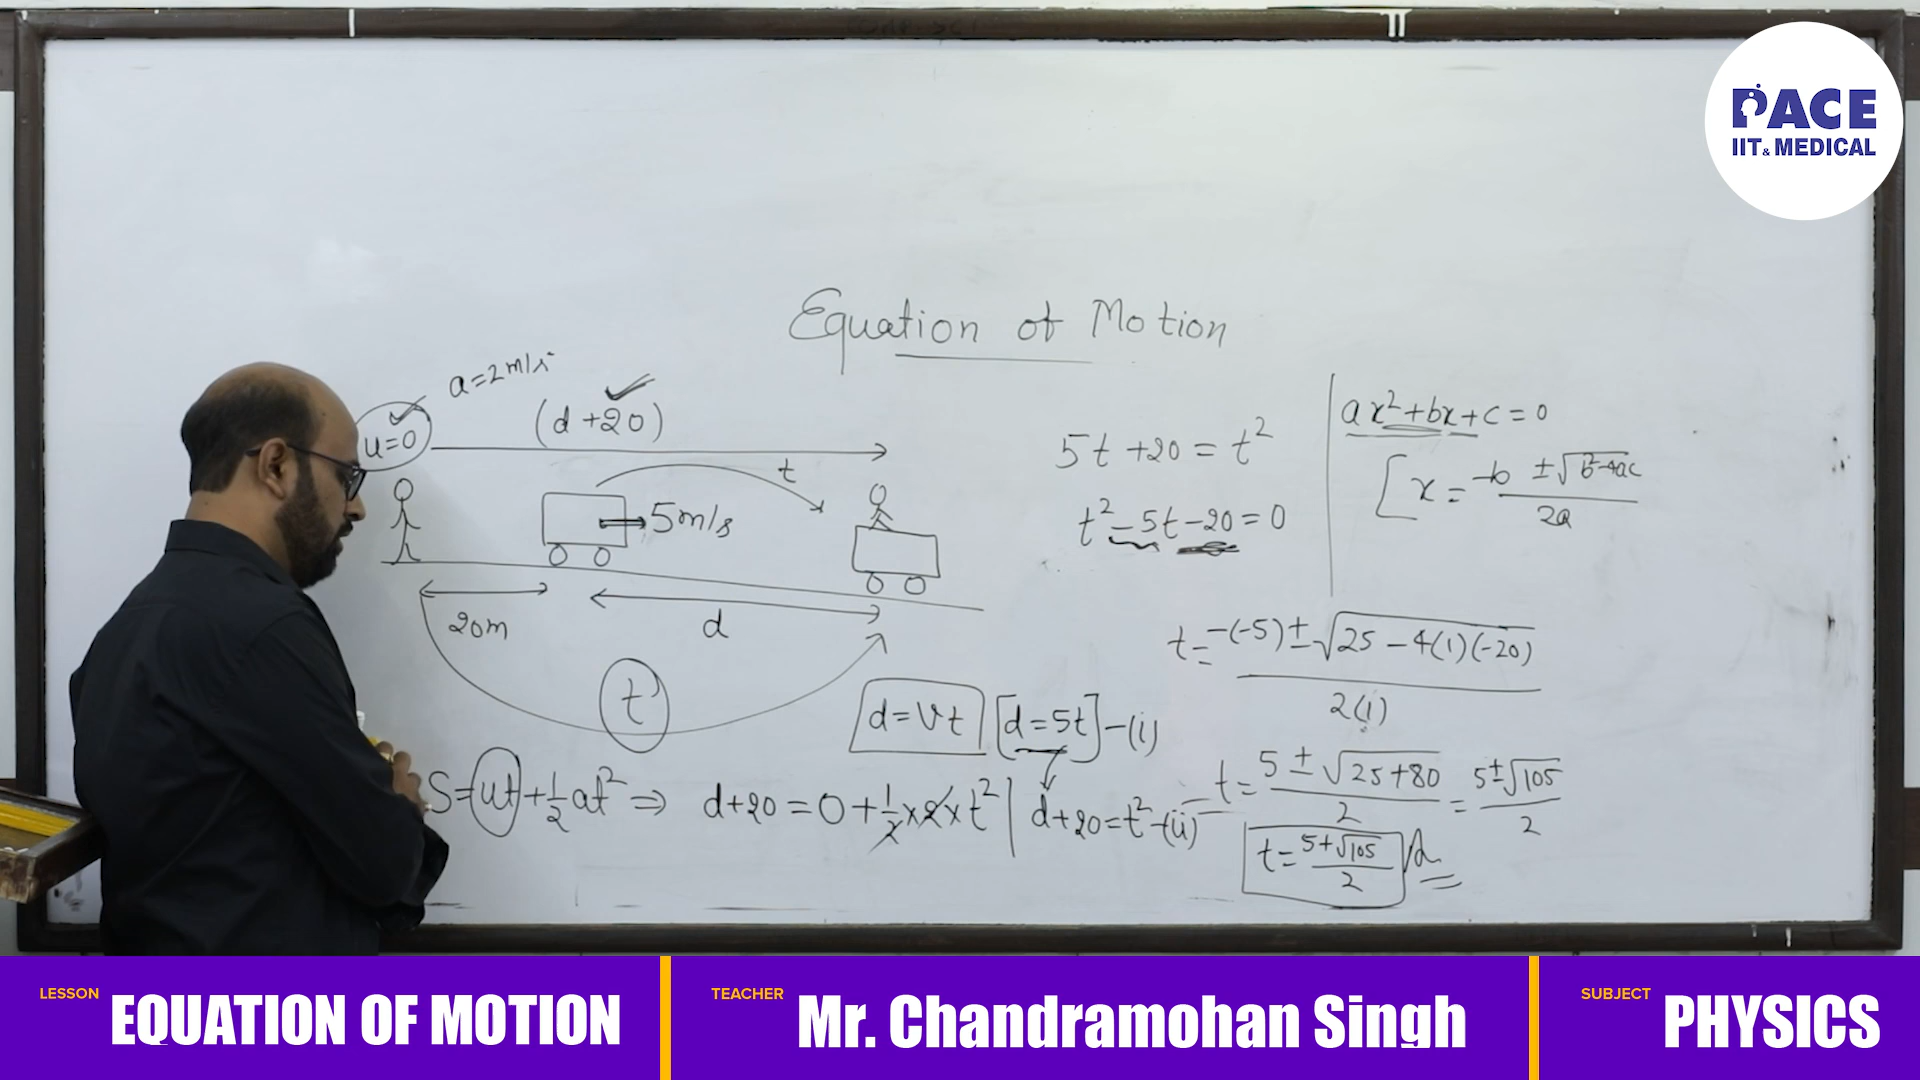 PACE
IIT & MEDICAL
Equation of Motion
a=2m/s²
u=0
(d+20)
t
5m/s
20m
d
t
5t+20=t²
t²-5t-20=0
ax²+bx+c=0
x=-b±√b²-4ac/2a
t=-(-5)±√25-4(1)(-20)/2(1)
d=vt [d=5t]-(i)
t=5±√25+80/2=5±√105/2
S=ut+1/2at²⇒ d+20=0+1/2×2×t² | d+20=t²-(ii)
t=5+√105/2
LESSON EQUATION OF MOTION
TEACHER Mr. Chandramohan Singh
SUBJECT PHYSICS